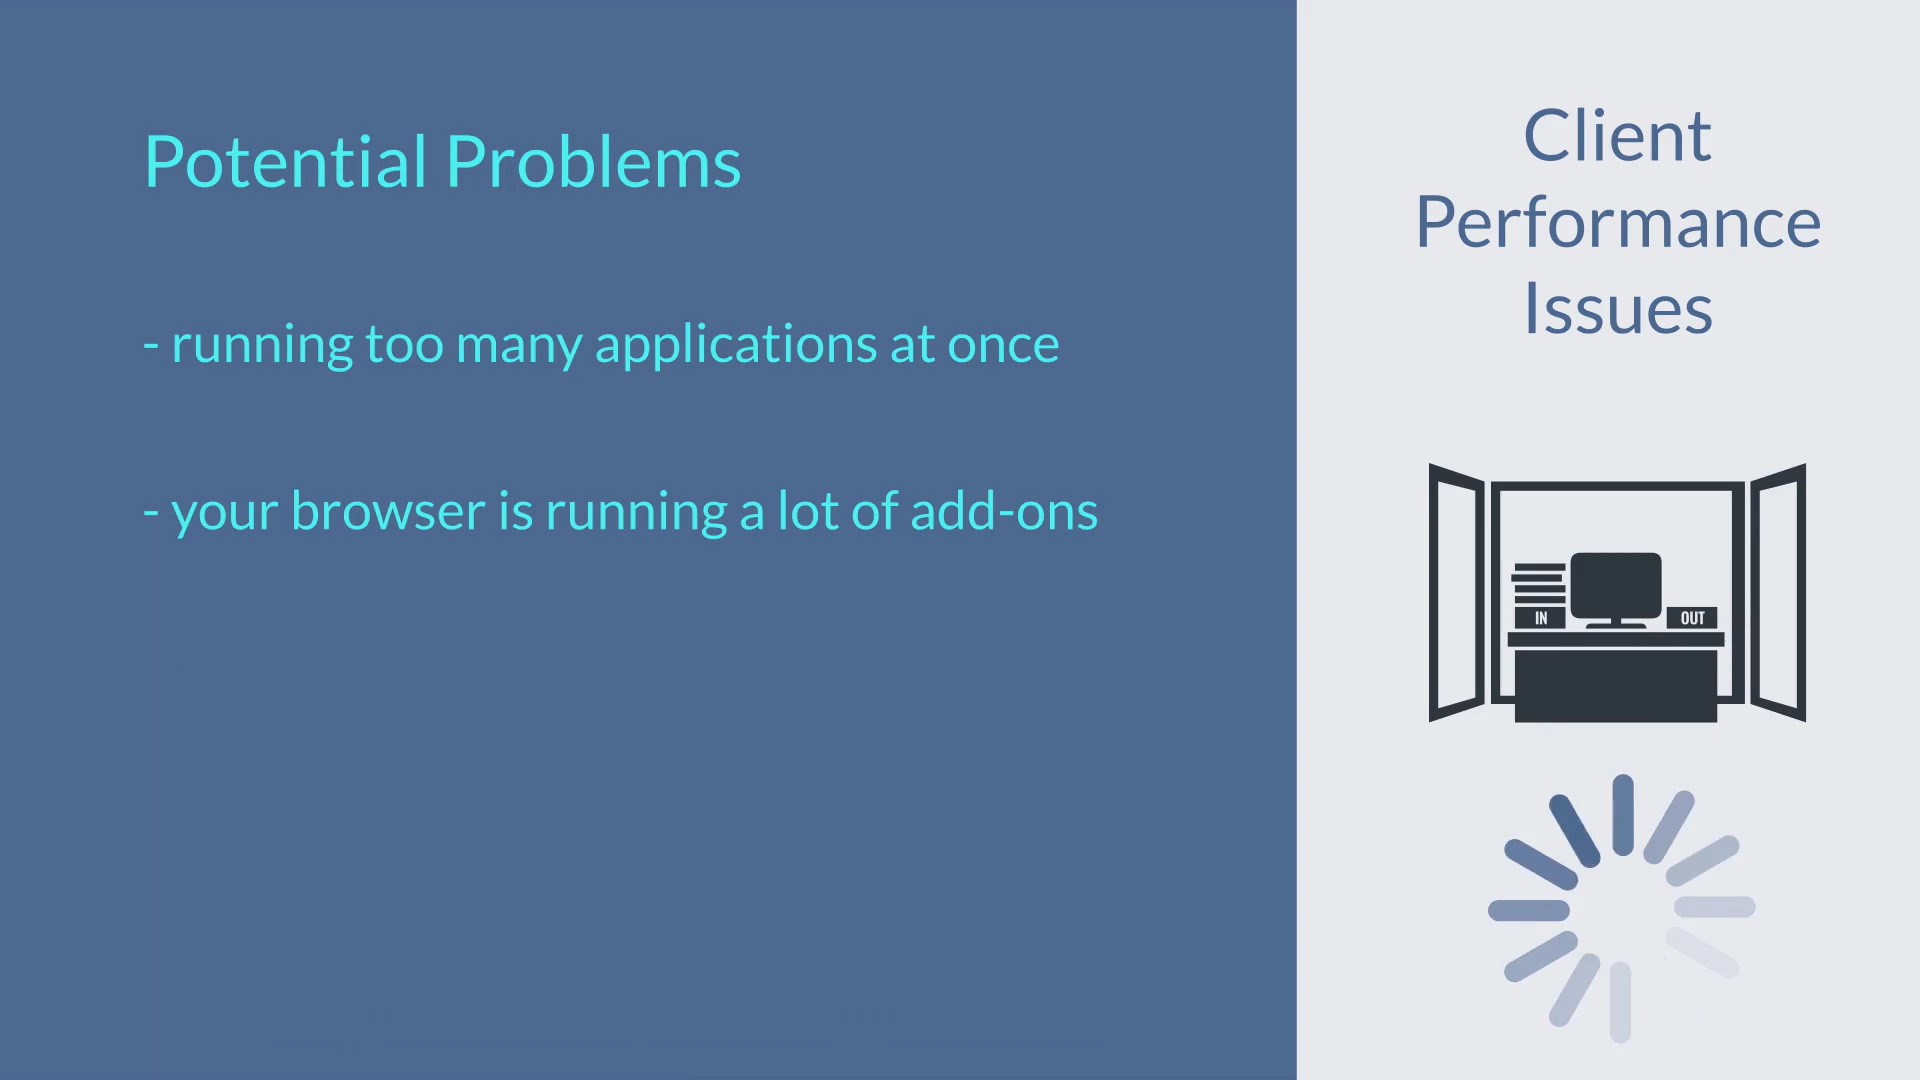 Potential Problems
- running too many applications at once
- your browser is running a lot of add-ons
Client
Performance
Issues
IN
OUT